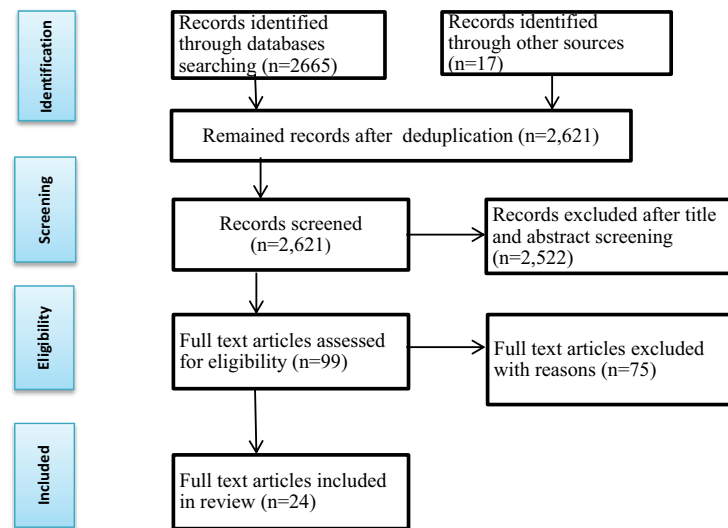 Identification
Records identified
through databases
searching (n=2665)
Records identified
through other sources
(n=17)
Remained records after deduplication (n=2,621)
Screening
Records screened
(n=2,621)
Records excluded after title
and abstract screening
(n=2,522)
Eligibility
Full text articles assessed
for eligibility (n=99)
Full text articles excluded
with reasons (n=75)
Included
Full text articles included
in review (n=24)